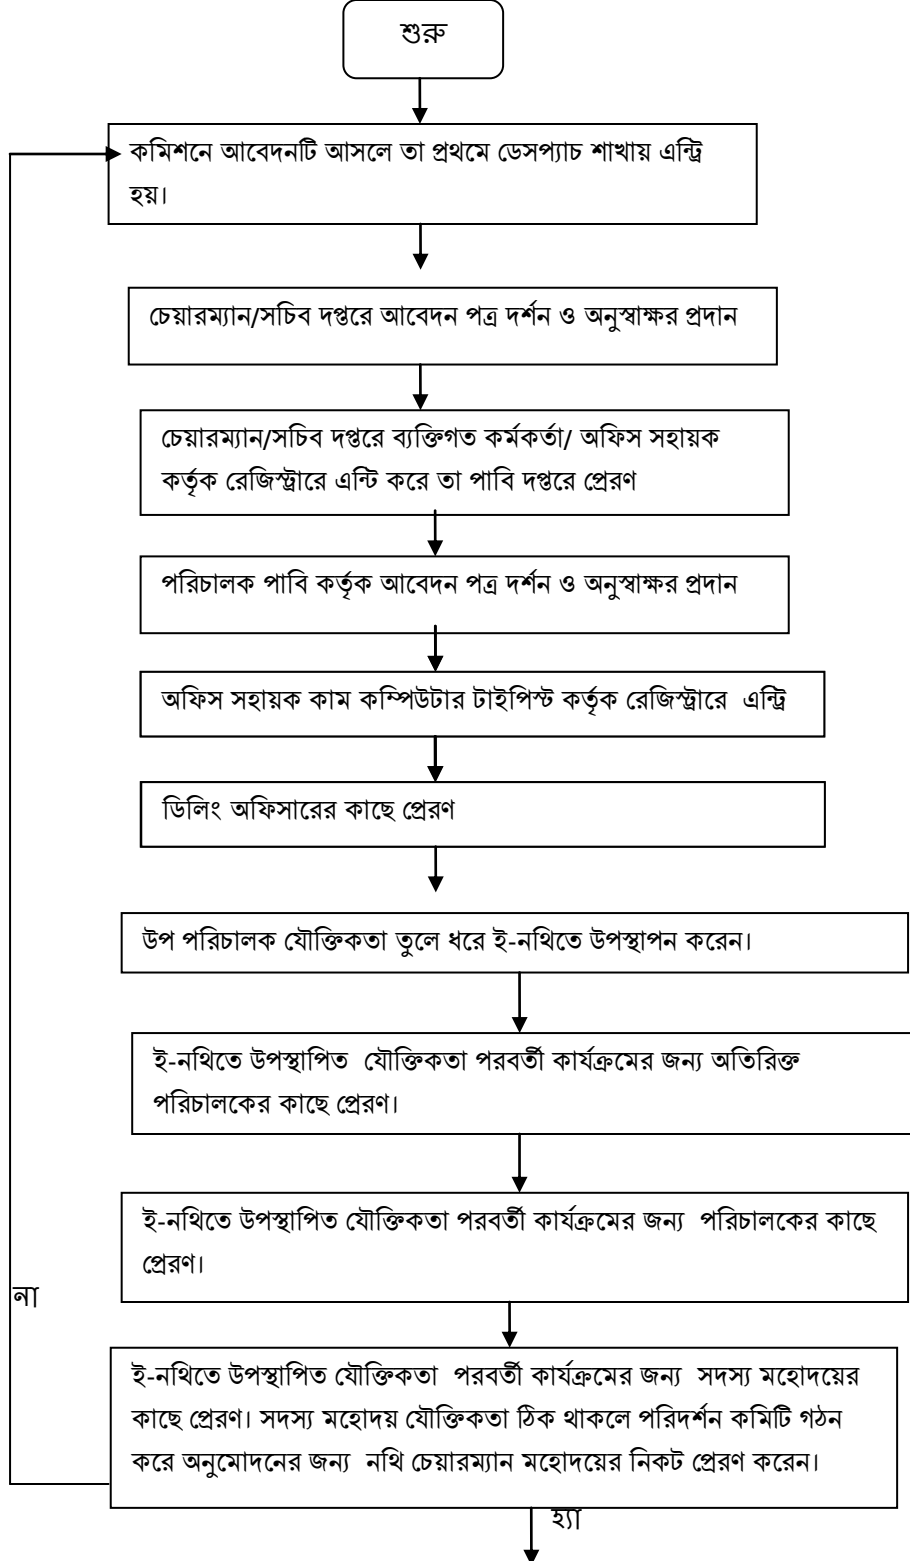 শুরু
কমিশনে আবেদনটি আসলে তা প্রথমে ডেসপ্যাচ শাখায় এন্ট্রি
হয়।
চেয়ারম্যান/সচিব দপ্তরে আবেদন পত্র দর্শন ও অনুস্বাক্ষর প্রদান
চেয়ারম্যান/সচিব দপ্তরে ব্যক্তিগত কর্মকর্তা/ অফিস সহায়ক
কর্তৃক রেজিস্ট্রারে এন্টি করে তা পাবি দপ্তরে প্রেরণ
পরিচালক পাবি কর্তৃক আবেদন পত্র দর্শন ও অনুস্বাক্ষর প্রদান
অফিস সহায়ক কাম কম্পিউটার টাইপিস্ট কর্তৃক রেজিস্ট্রারে এন্ট্রি
ডিলিং অফিসারের কাছে প্রেরণ
উপ পরিচালক যৌক্তিকতা তুলে ধরে ই-নথিতে উপস্থাপন করেন।
ই-নথিতে উপস্থাপিত যৌক্তিকতা পরবর্তী কার্যক্রমের জন্য অতিরিক্ত
পরিচালকের কাছে প্রেরণ।
ই-নথিতে উপস্থাপিত যৌক্তিকতা পরবর্তী কার্যক্রমের জন্য পরিচালকের কাছে
প্রেরণ।
না
ই-নথিতে উপস্থাপিত যৌক্তিকতা পরবর্তী কার্যক্রমের জন্য সদস্য মহোদয়ের
কাছে প্রেরণ। সদস্য মহোদয় যৌক্তিকতা ঠিক থাকলে পরিদর্শন কমিটি গঠন
করে অনুমোদনের জন্য নথি চেয়ারম্যান মহোদয়ের নিকট প্রেরণ করেন।
হ্যা